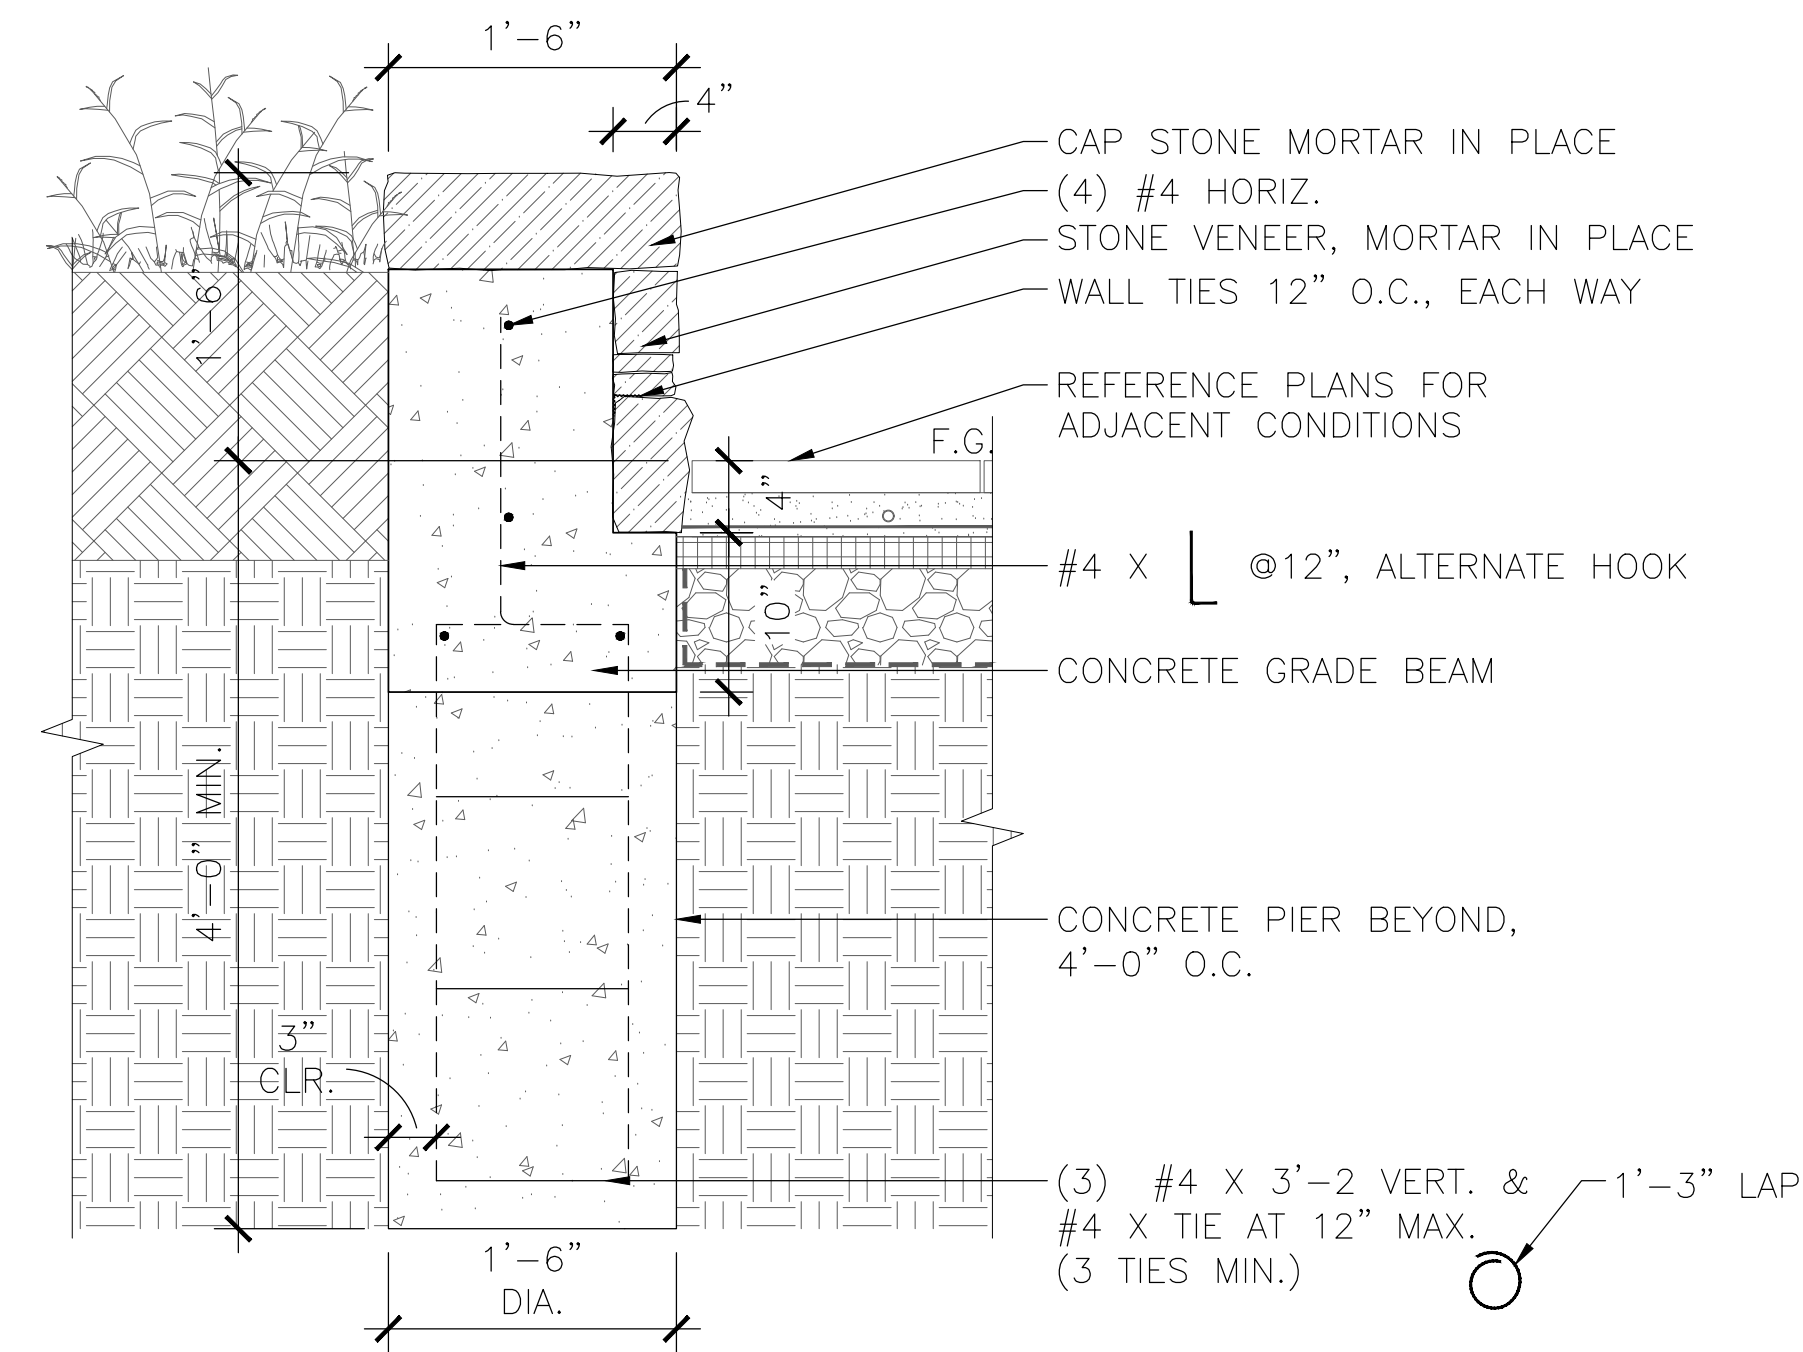 1'-6"
4"
CAP STONE MORTAR IN PLACE
(4) #4 HORIZ.
STONE VENEER, MORTAR IN PLACE
WALL TIES 12" O.C., EACH WAY
1'-6"
REFERENCE PLANS FOR
ADJACENT CONDITIONS
F.G.
4"
#4 X @12", ALTERNATE HOOK
10"
CONCRETE GRADE BEAM
4'-0" MIN.
CONCRETE PIER BEYOND,
4'-0" O.C.
3"
CLR.
(3) #4 X 3'-2 VERT. &
#4 X TIE AT 12" MAX.
(3 TIES MIN.)
1'-3" LAP
1'-6"
DIA.